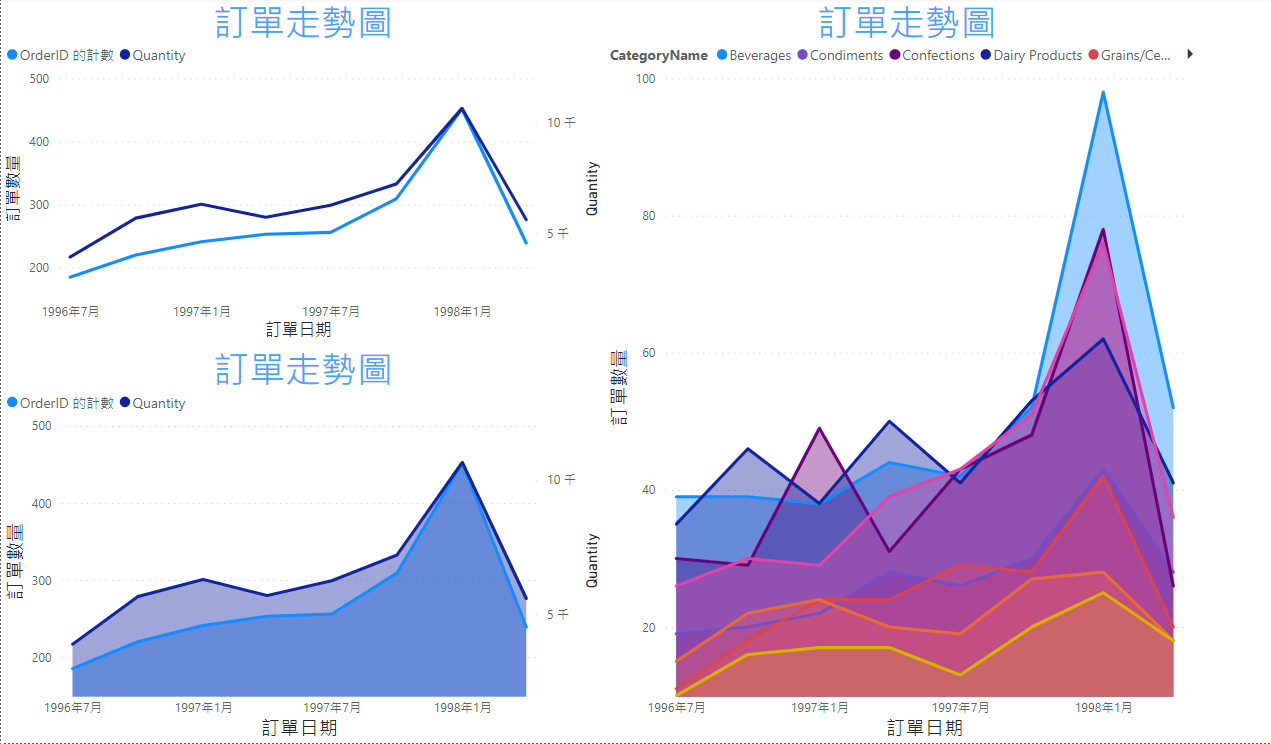 訂單走勢圖
OrderID 的計數 Quantity
500
400
300
200
10 千
5 千
訂單數量
Quantity
1996年7月 1997年1月 1997年7月 1998年1月
訂單日期
訂單走勢圖
OrderID 的計數 Quantity
500
400
300
200
10 千
5 千
訂單數量
Quantity
1996年7月 1997年1月 1997年7月 1998年1月
訂單日期
訂單走勢圖
CategoryName Beverages Condiments Confections Dairy Products Grains/Ce...
100
80
60
40
20
訂單數量
1996年7月 1997年1月 1997年7月 1998年1月
訂單日期